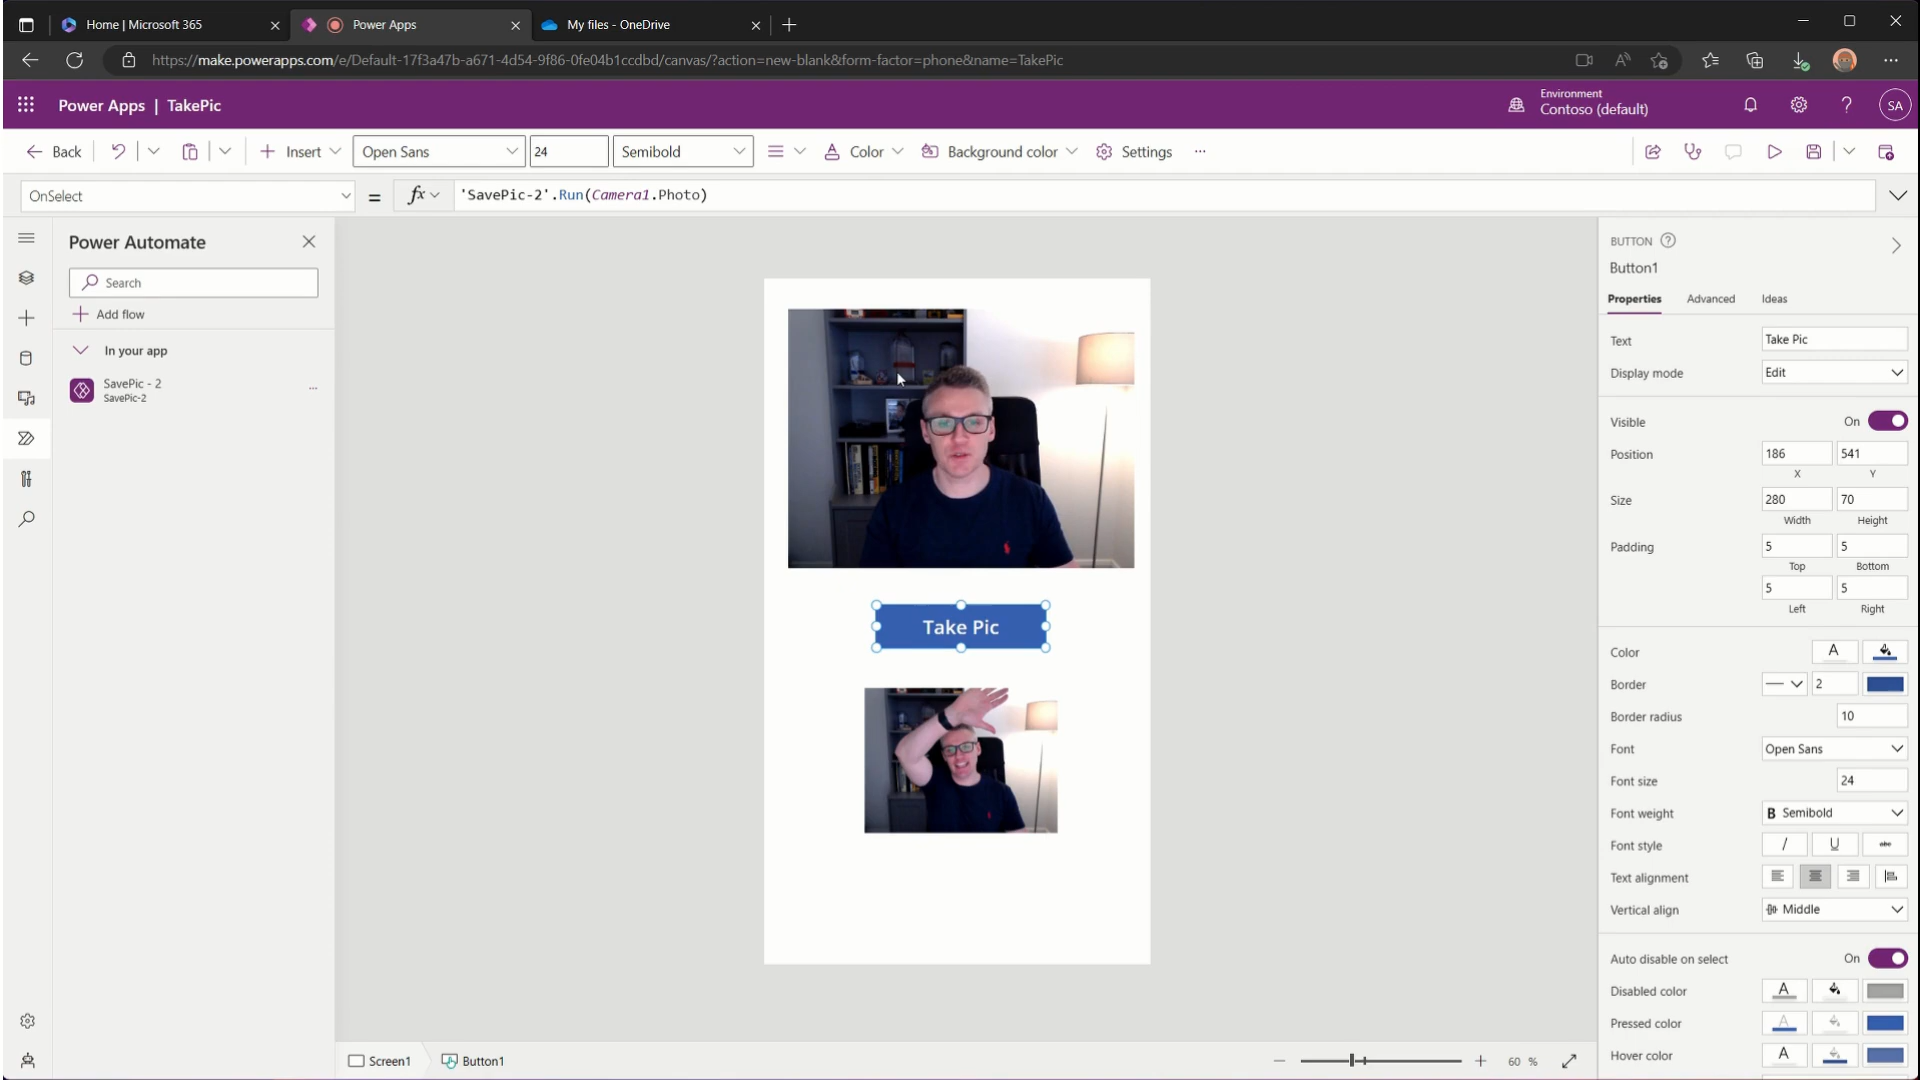 Home | Microsoft 365
Power Apps
My files - OneDrive
https://make.powerapps.com/e/Default-17f3a47b-a671-4d54-9f86-0fe04b1ccdbd/canvas/?action=new-blank&form-factor=phone&name=TakePic
Power Apps | TakePic
Environment
Contoso (default)
SA
Back
Insert
Open Sans
24
Semibold
Color
Background color
Settings
OnSelect
= fx
'SavePic-2'.Run(Camera1.Photo)
Power Automate
Search
Add flow
In your app
SavePic - 2
SavePic-2
Take Pic
BUTTON
Button1
Properties Advanced Ideas
Text Take Pic
Display mode Edit
Visible On
Position 186 541
X Y
Size 280 70
Width Height
Padding 5 5
Top Bottom
5 5
Left Right
Color A
Border 2
Border radius 10
Font Open Sans
Font size 24
Font weight B Semibold
Font style / U abc
Text alignment
Vertical align Middle
Auto disable on select On
Disabled color A
Pressed color A
Hover color A
Screen1 Button1
60 %